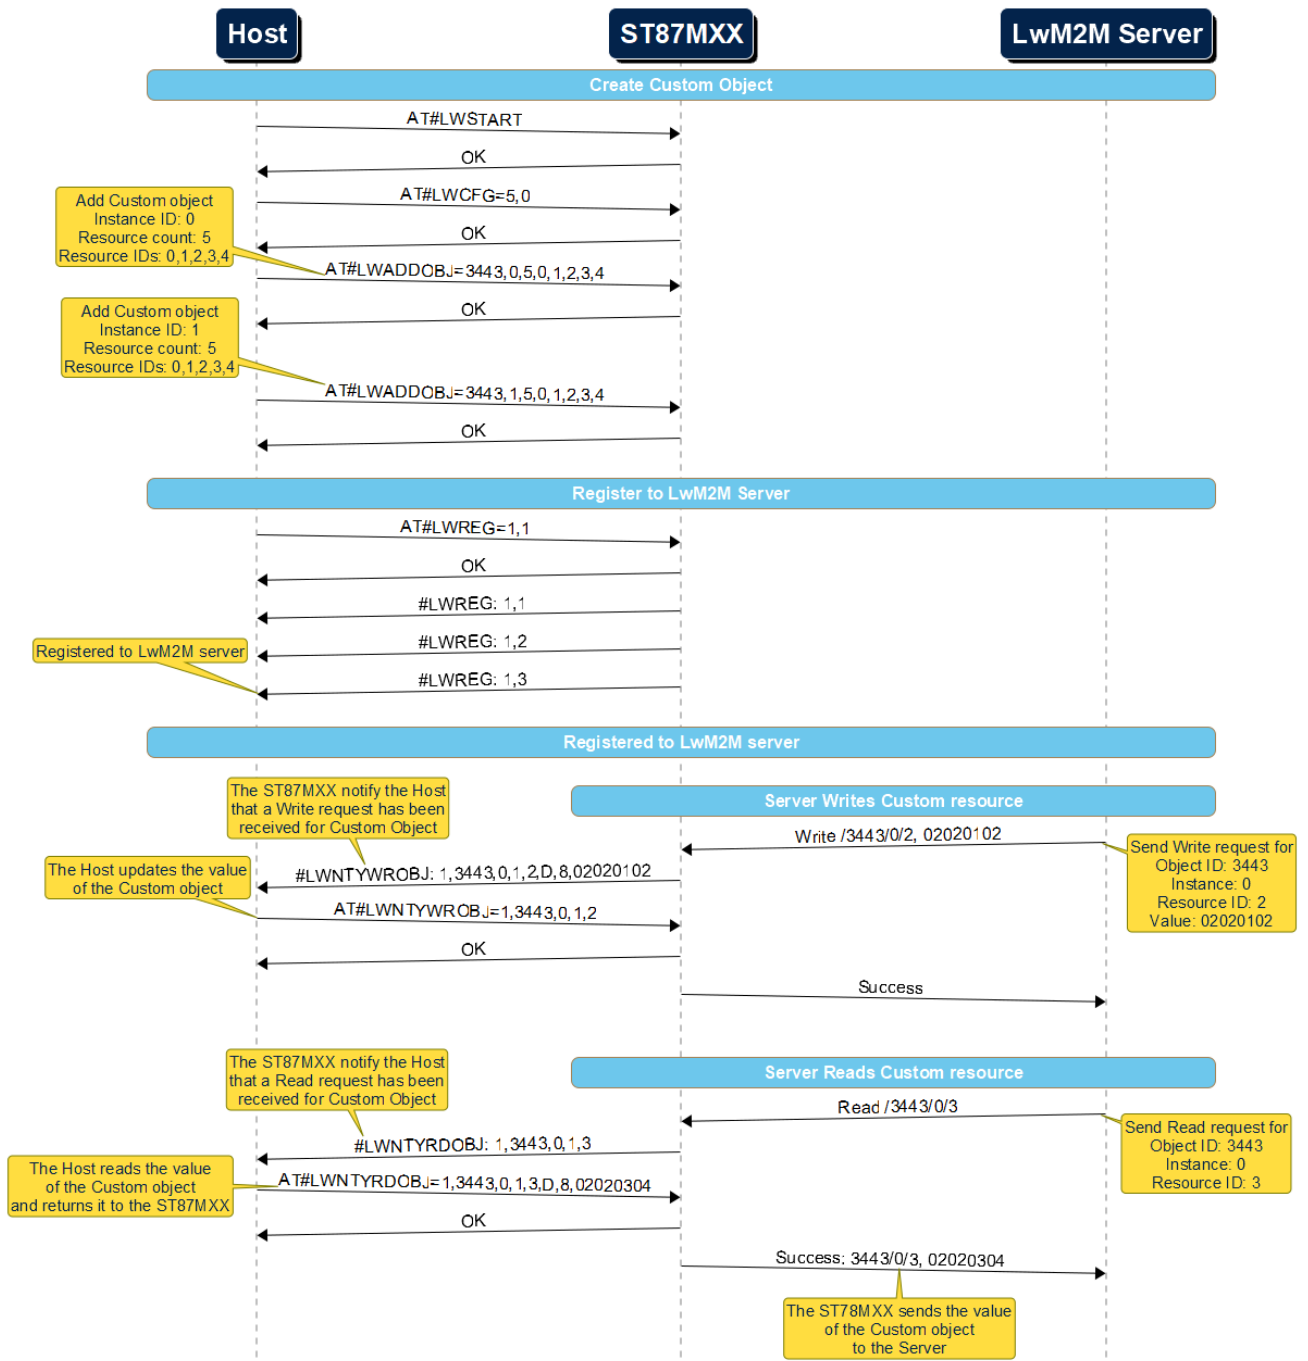 Host
ST87MXX
LwM2M Server
Create Custom Object
AT#LWSTART
OK
AT#LWCFG=5,0
Add Custom object
Instance ID: 0
Resource count: 5
Resource IDs: 0,1,2,3,4
OK
AT#LWADDOBJ=3443,0,5,0,1,2,3,4
OK
Add Custom object
Instance ID: 1
Resource count: 5
Resource IDs: 0,1,2,3,4
AT#LWADDOBJ=3443,1,5,0,1,2,3,4
OK
Register to LwM2M Server
AT#LWREG=1,1
OK
#LWREG: 1,1
#LWREG: 1,2
Registered to LwM2M server
#LWREG: 1,3
Registered to LwM2M server
The ST87MXX notify the Host
that a Write request has been
received for Custom Object
Server Writes Custom resource
Write /3443/0/2, 02020102
Send Write request for
Object ID: 3443
Instance: 0
Resource ID: 2
Value: 02020102
#LWNTYWROBJ: 1,3443,0,1,2,D,8,02020102
The Host updates the value
of the Custom object
AT#LWNTYWROBJ=1,3443,0,1,2
OK
Success
The ST87MXX notify the Host
that a Read request has been
received for Custom Object
Server Reads Custom resource
Read /3443/0/3
Send Read request for
Object ID: 3443
Instance: 0
Resource ID: 3
#LWNTYRDOBJ: 1,3443,0,1,3
The Host reads the value
of the Custom object
and returns it to the ST87MXX
AT#LWNTYRDOBJ=1,3443,0,1,3,D,8,02020304
OK
Success: 3443/0/3, 02020304
The ST78MXX sends the value
of the Custom object
to the Server